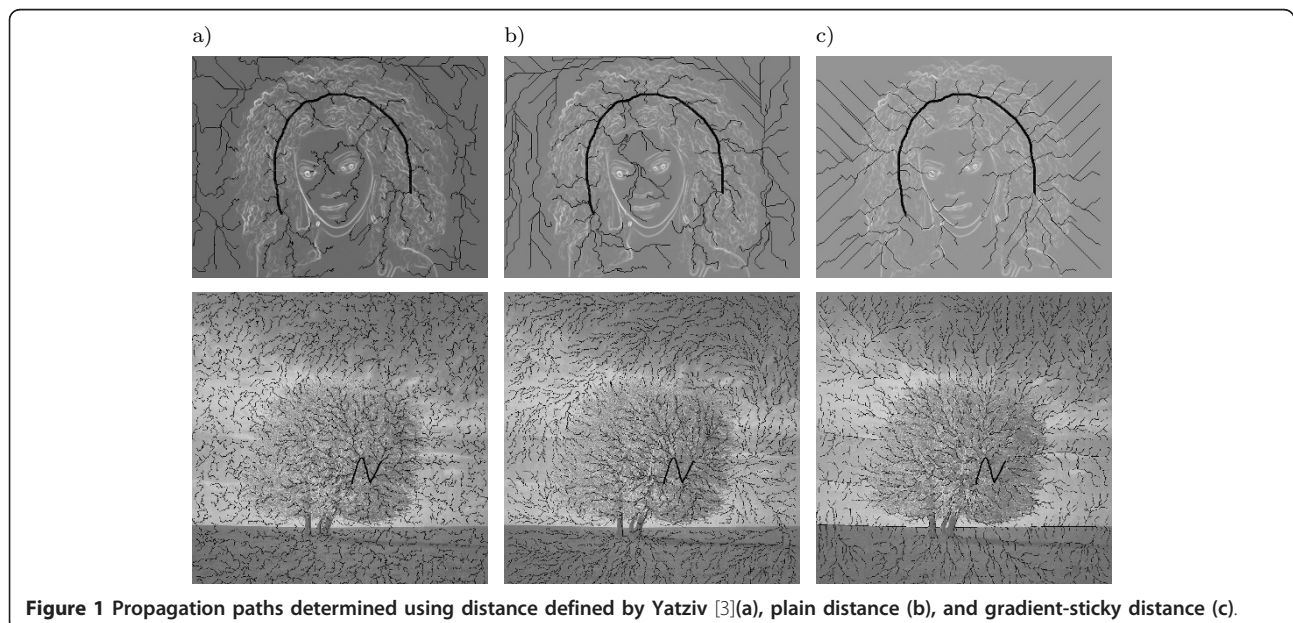 a)
b)
c)
Figure 1 Propagation paths determined using distance defined by Yatziv [3](a), plain distance (b), and gradient-sticky distance (c).